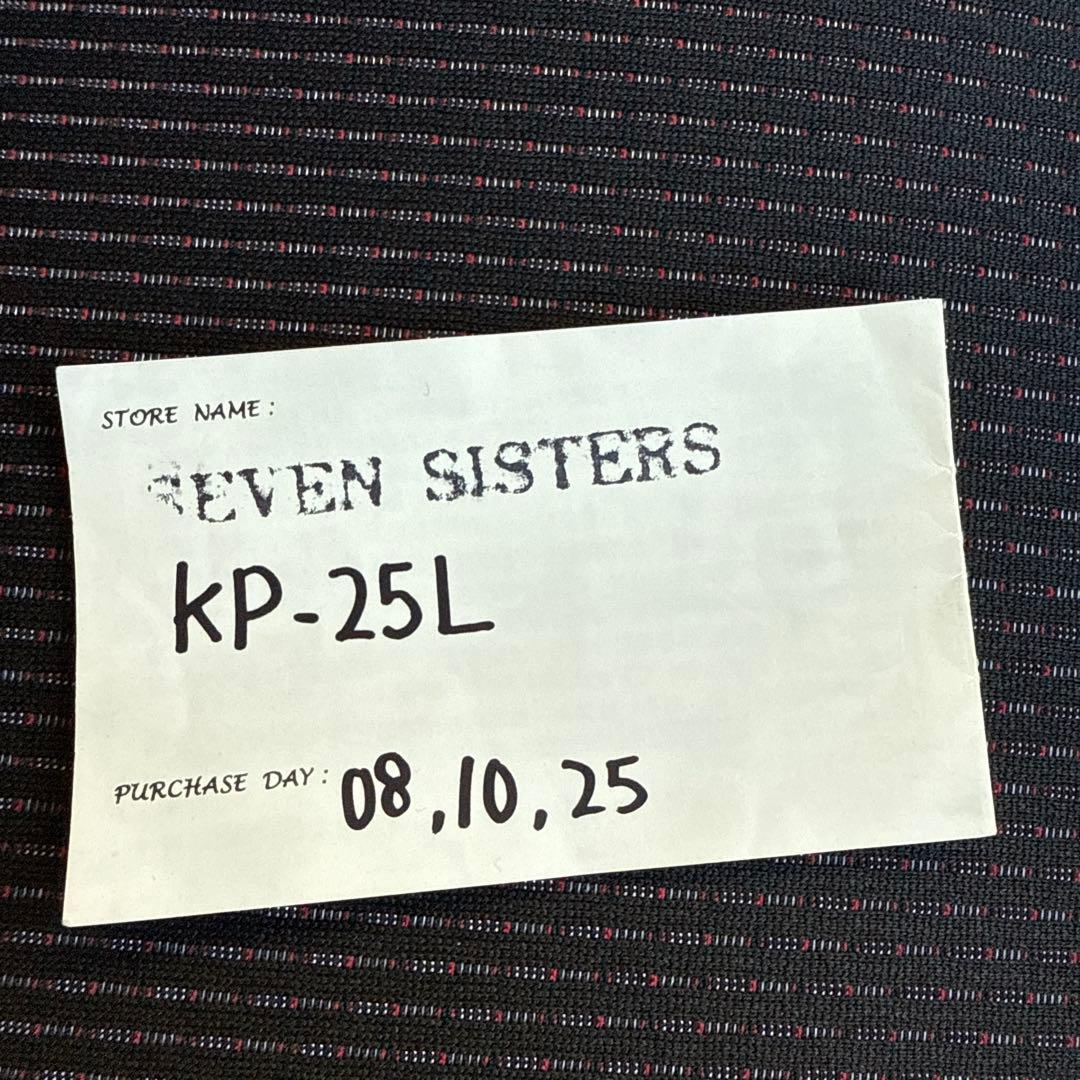 STORE NAME:
SEVEN SISTERS
KP-25L
PURCHASE DAY: 08,10,25